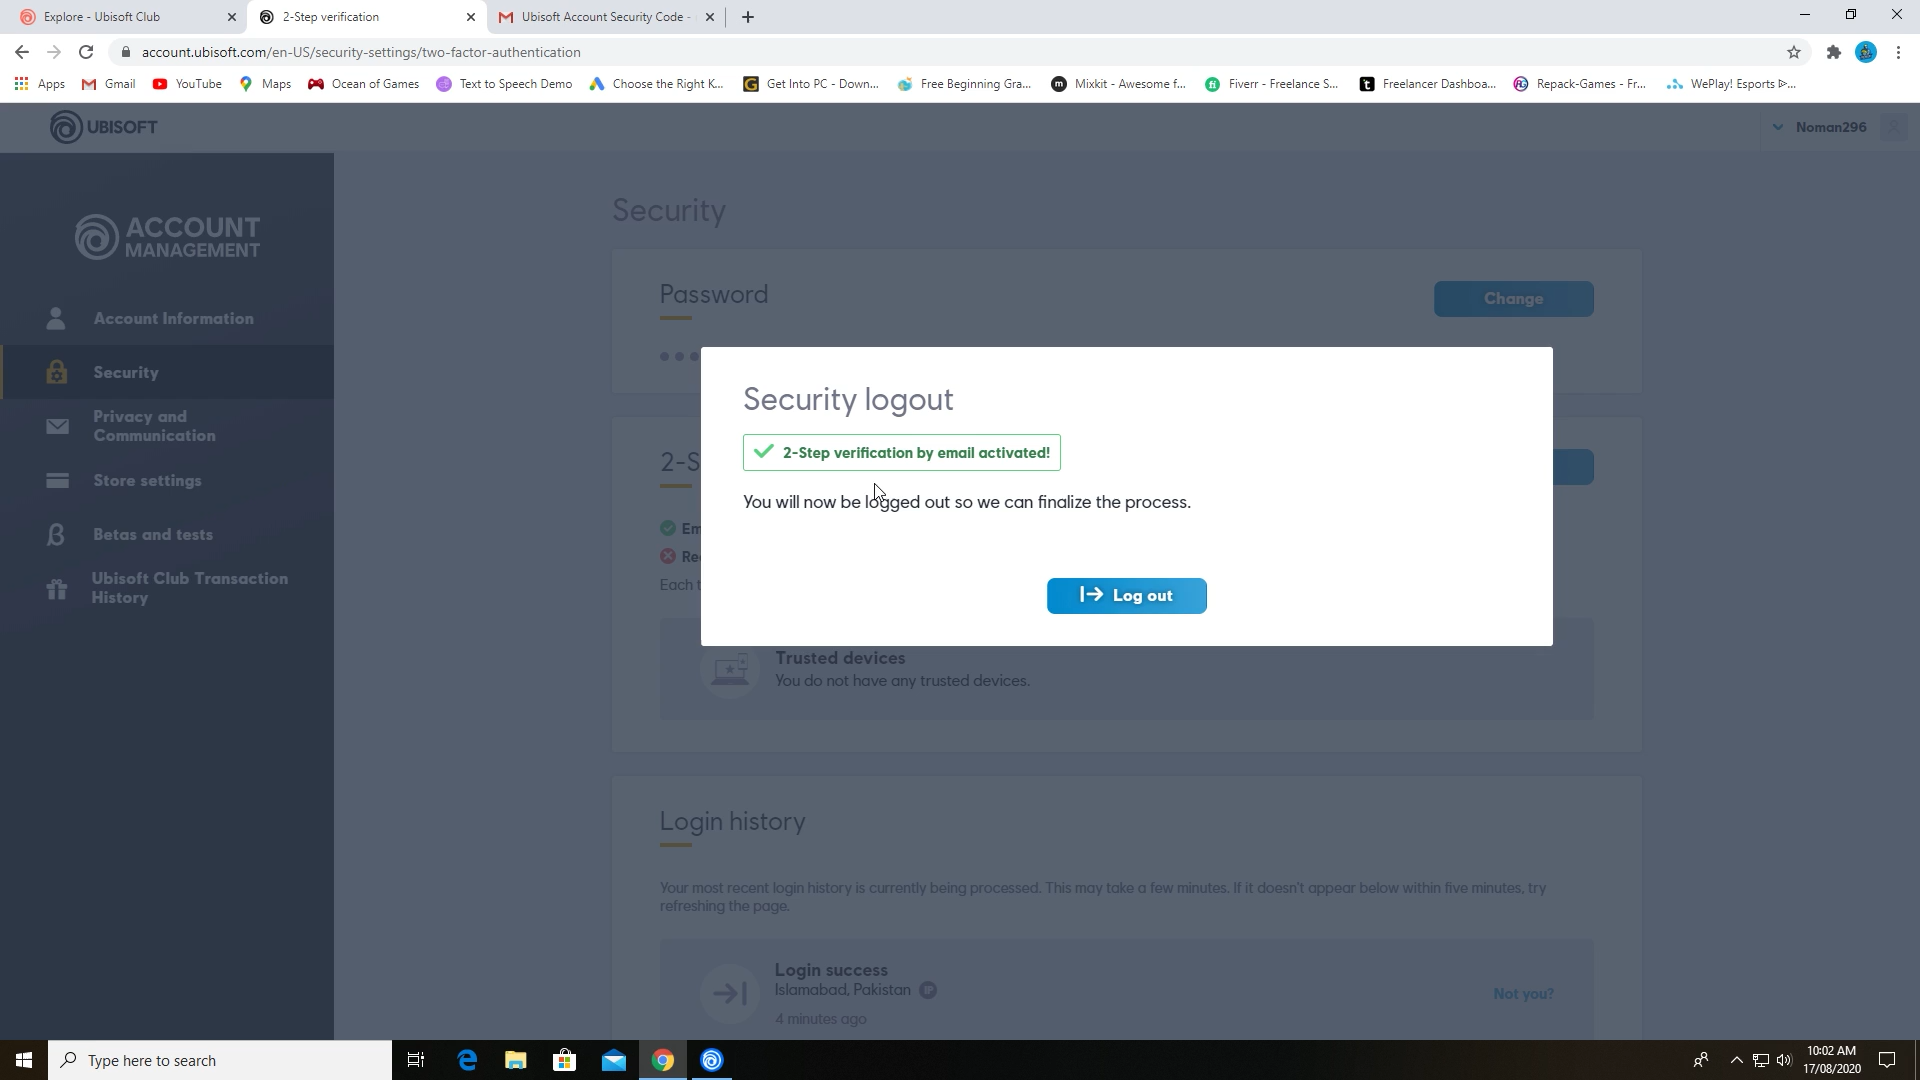 Explore - Ubisoft Club
2-Step verification
Ubisoft Account Security Code -
account.ubisoft.com/en-US/security-settings/two-factor-authentication
Apps
Gmail
YouTube
Maps
Ocean of Games
Text to Speech Demo
Choose the Right K...
Get Into PC - Down...
Free Beginning Gra...
Mixkit - Awesome f...
Fiverr - Freelance S...
Freelancer Dashboa...
Repack-Games - Fr...
WePlay! Esports ᐅ...
UBISOFT
Noman296
ACCOUNT
MANAGEMENT
Account Information
Security
Privacy and
Communication
Store settings
Betas and tests
Ubisoft Club Transaction
History
Security
Password
Change
2-S
Em
Re
Each t
Security logout
2-Step verification by email activated!
You will now be logged out so we can finalize the process.
Log out
Trusted devices
You do not have any trusted devices.
Login history
Your most recent login history is currently being processed. This may take a few minutes. If it doesn't appear below within five minutes, try
refreshing the page.
Login success
Islamabad, Pakistan IP
4 minutes ago
Not you?
Type here to search
10:02 AM
17/08/2020